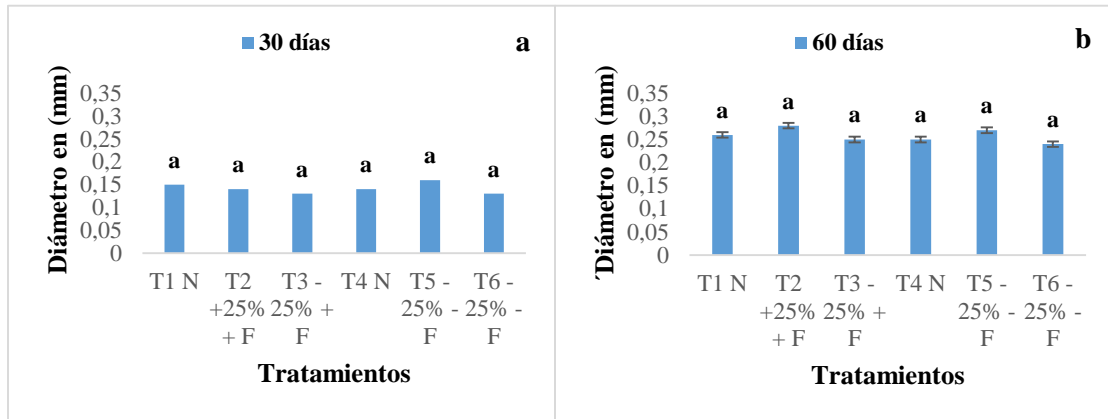 30 días
a
Diámetro en (mm)
0,35
0,3
0,25
0,2
0,15
0,1
0,05
0
a a a a a a
T1 N T2 T3 - T4 N T5 - T6 -
+25% 25% + 25% - 25% -
+ F F F F
Tratamientos
60 días
b
´Diámetro en (mm)
0,35
0,3
0,25
0,2
0,15
0,1
0,05
0
a a a a a a
T1 N T2 T3 - T4 N T5 - T6 -
+25% 25% + 25% - 25% -
+ F F F F
Tratamientos